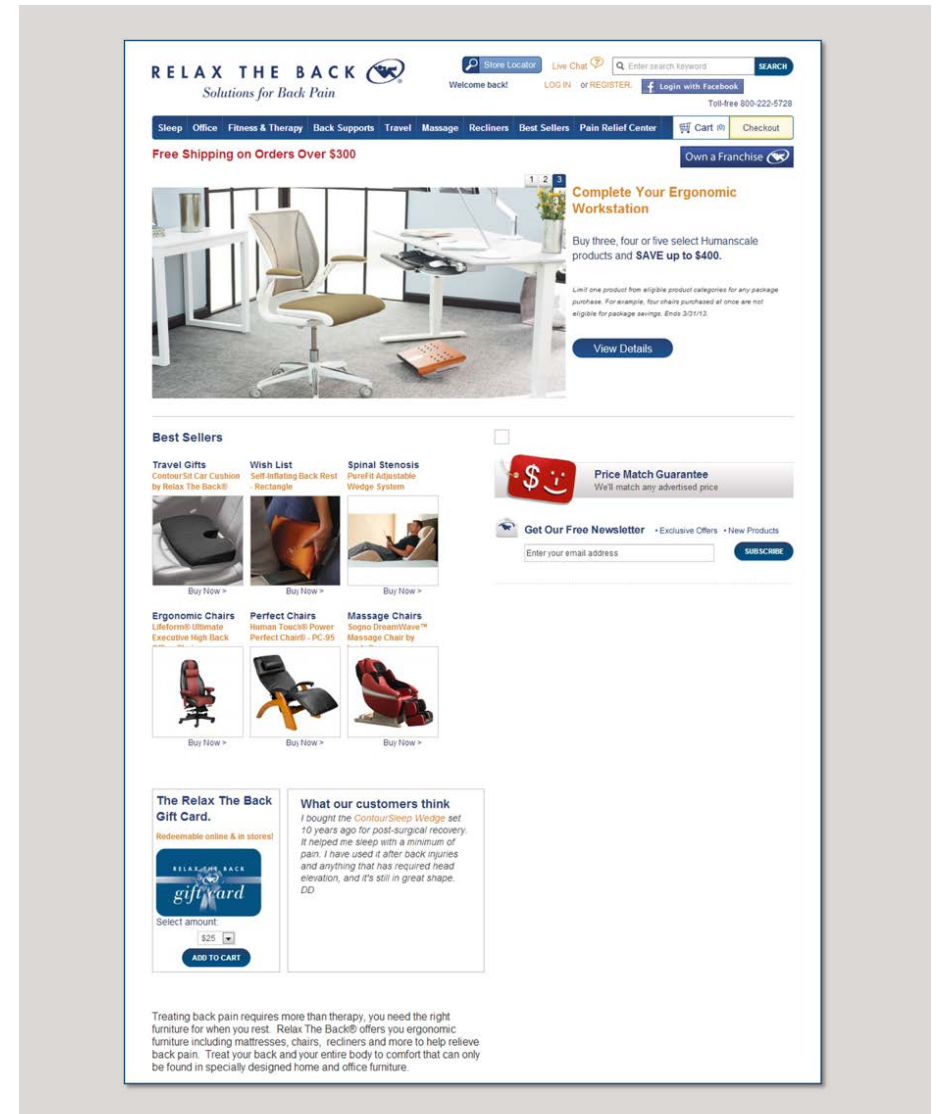 RELAX THE BACK
Solutions for Back Pain
Store Locator
Live Chat
Enter search keyword
SEARCH
Welcome back!
LOG IN or REGISTER.
Login with Facebook
Toll-free 800-222-5728
Sleep Office Fitness & Therapy Back Supports Travel Massage Recliners Best Sellers Pain Relief Center Cart (0) Checkout
Free Shipping on Orders Over $300
Own a Franchise
1 2 3
Complete Your Ergonomic
Workstation
Buy three, four or five select Humanscale
products and SAVE up to $400.
Limit one product from eligible product categories for any package
purchase. For example, four chairs purchased at once are not
eligible for package savings. Ends 3/31/13.
View Details
Best Sellers
Travel Gifts
ContourSit Car Cushion
by Relax The Back®
Buy Now >
Wish List
Self-Inflating Back Rest
- Rectangle
Buy Now >
Spinal Stenosis
PureFit Adjustable
Wedge System
Buy Now >
Ergonomic Chairs
Lifeform® Ultimate
Executive High Back
Buy Now >
Perfect Chairs
Human Touch® Power
Perfect Chair® - PC-95
Buy Now >
Massage Chairs
Sogno DreamWave™
Massage Chair by
Buy Now >
$
Price Match Guarantee
We'll match any advertised price
Get Our Free Newsletter • Exclusive Offers • New Products
Enter your email address
SUBSCRIBE
The Relax The Back
Gift Card.
Redeemable online & in stores!
RELAX THE BACK
gift card
Select amount:
$25
ADD TO CART
What our customers think
I bought the ContourSleep Wedge set
10 years ago for post-surgical recovery.
It helped me sleep with a minimum of
pain. I have used it after back injuries
and anything that has required head
elevation, and it's still in great shape.
DD
Treating back pain requires more than therapy, you need the right
furniture for when you rest. Relax The Back® offers you ergonomic
furniture including mattresses, chairs, recliners and more to help relieve
back pain. Treat your back and your entire body to comfort that can only
be found in specially designed home and office furniture.